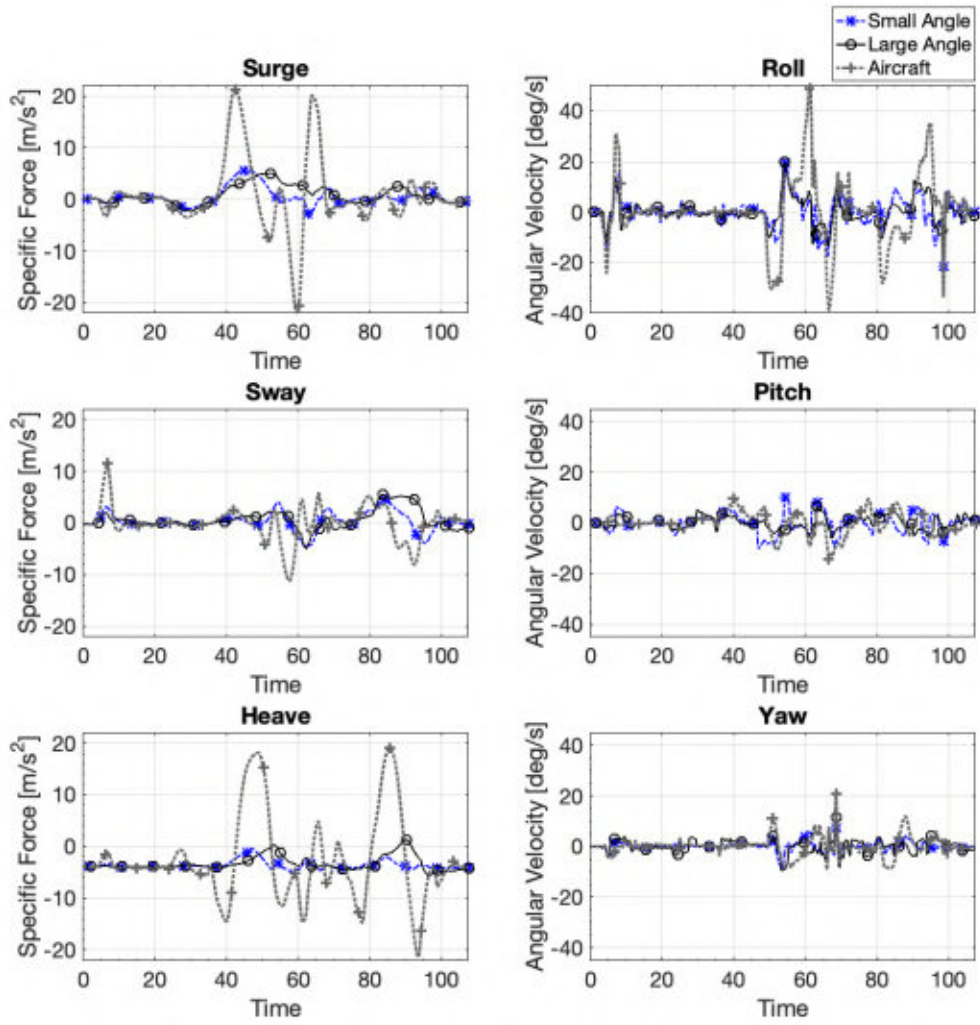 Small Angle
Large Angle
Aircraft
Surge
Specific Force [m/s²]
20
10
0
-10
-20
0 20 40 60 80 100
Time
Roll
Angular Velocity [deg/s]
40
20
0
-20
-40
0 20 40 60 80 100
Time
Sway
Specific Force [m/s²]
20
10
0
-10
-20
0 20 40 60 80 100
Time
Pitch
Angular Velocity [deg/s]
40
20
0
-20
-40
0 20 40 60 80 100
Time
Heave
Specific Force [m/s²]
20
10
0
-10
-20
0 20 40 60 80 100
Time
Yaw
Angular Velocity [deg/s]
40
20
0
-20
-40
0 20 40 60 80 100
Time